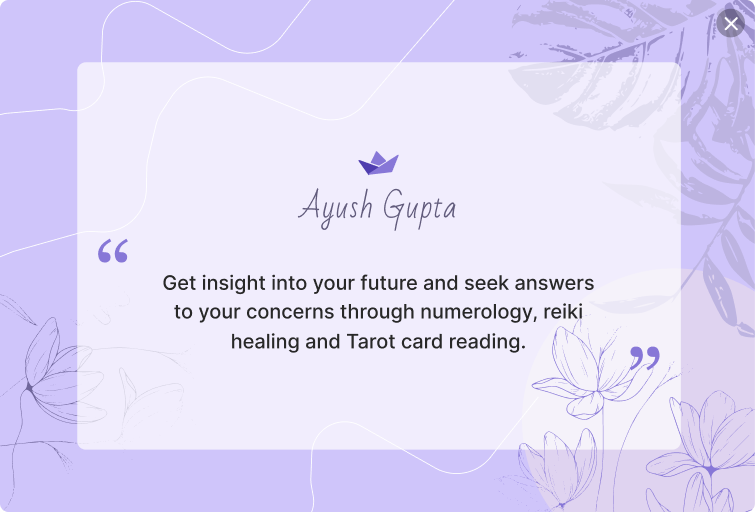 Ayush Gupta
“
Get insight into your future and seek answers
to your concerns through numerology, reiki
healing and Tarot card reading.
”